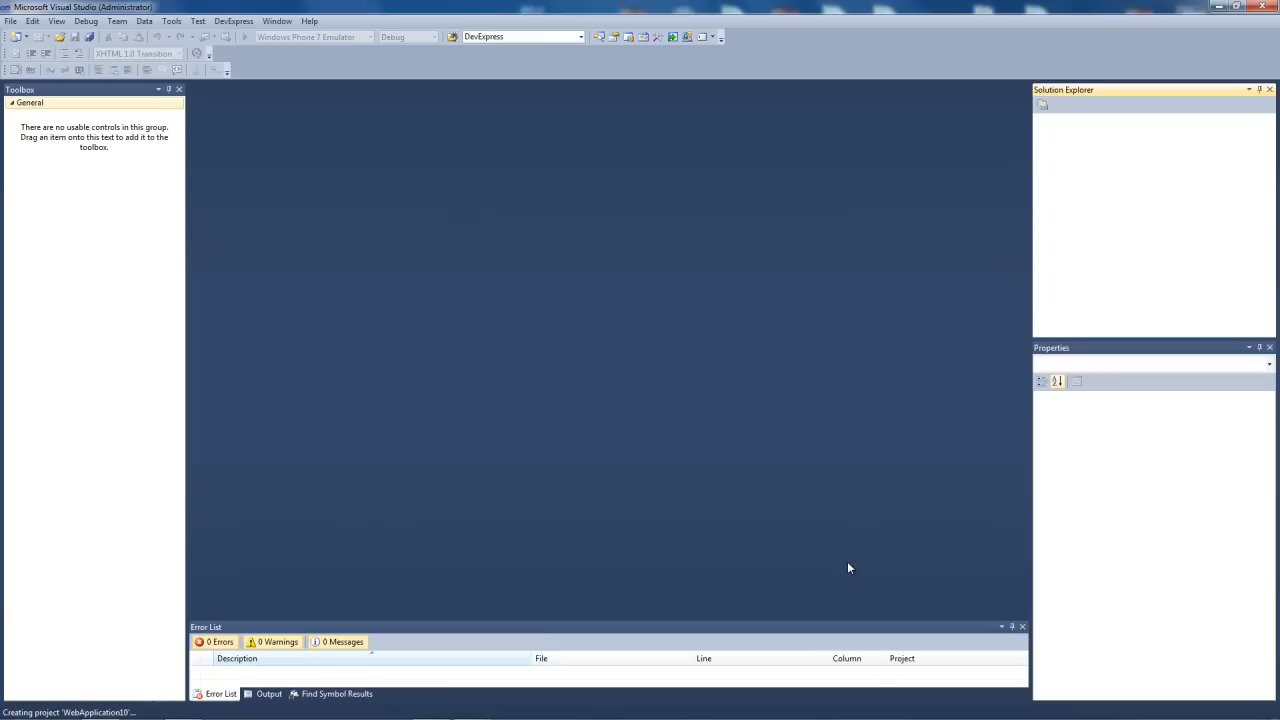 Microsoft Visual Studio (Administrator)
File Edit View Debug Team Data Tools Test DevExpress Window Help
Windows Phone 7 Emulator Debug DevExpress
XHTML 1.0 Transition
Toolbox
General
There are no usable controls in this group.
Drag an item onto this text to add it to the
toolbox.
Solution Explorer
Properties
Error List
0 Errors 0 Warnings 0 Messages
Description File Line Column Project
Error List Output Find Symbol Results
Creating project 'WebApplication10'...